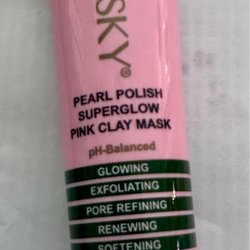 SKY®
PEARL POLISH
SUPERGLOW
PINK CLAY MASK
pH-Balanced
GLOWING
EXFOLIATING
PORE REFINING
RENEWING
SOFTENING